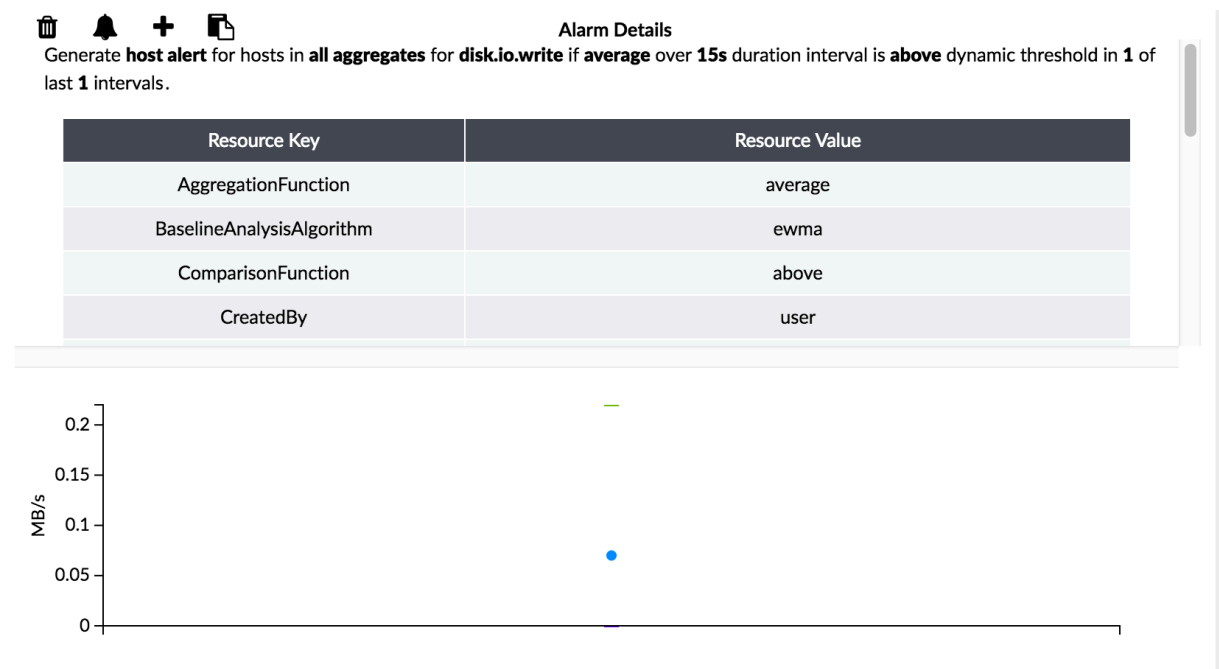 Alarm Details
Generate host alert for hosts in all aggregates for disk.io.write if average over 15s duration interval is above dynamic threshold in 1 of
last 1 intervals.
Resource Key Resource Value
AggregationFunction average
BaselineAnalysisAlgorithm ewma
ComparisonFunction above
CreatedBy user
0.2
0.15
MB/s
0.1
0.05
0